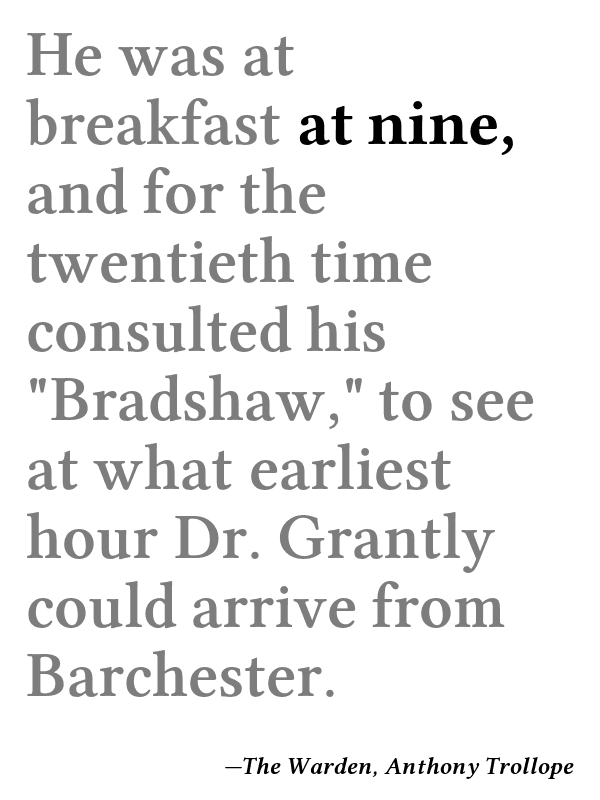 He was at
breakfast at nine,
and for the
twentieth time
consulted his
"Bradshaw," to see
at what earliest
hour Dr. Grantly
could arrive from
Barchester.
—The Warden, Anthony Trollope